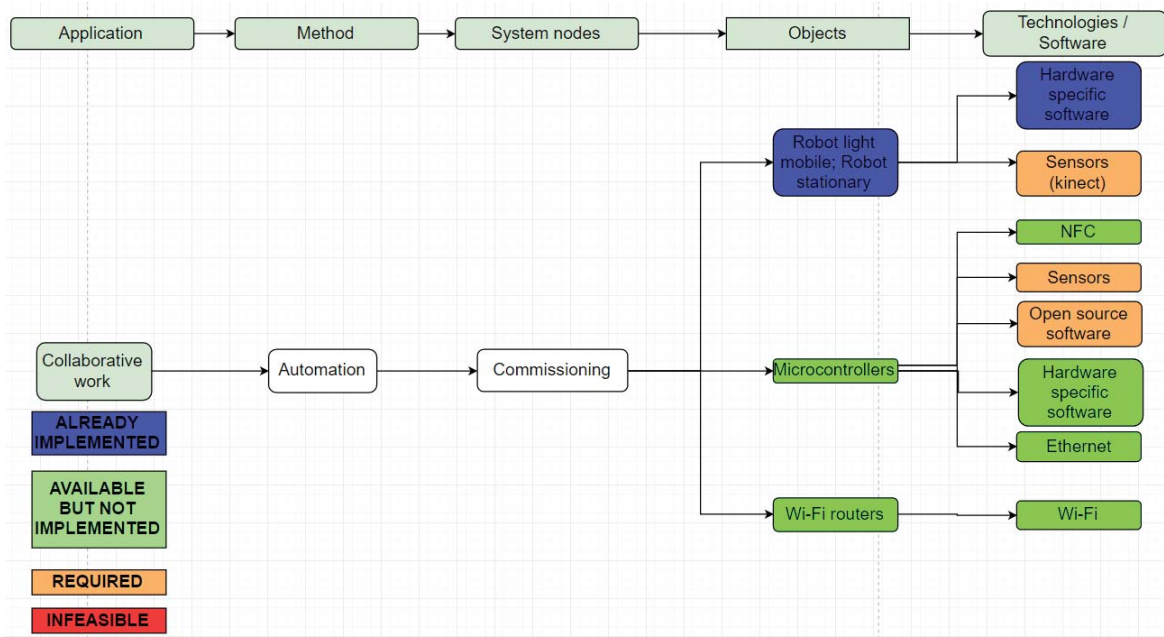 Application
Method
System nodes
Objects
Technologies /
Software
Hardware
specific
software
Robot light
mobile; Robot
stationary
Sensors
(kinect)
NFC
Sensors
Open source
software
Collaborative
work
Automation
Commissioning
Microcontrollers
Hardware
specific
software
Ethernet
Wi-Fi routers
Wi-Fi
ALREADY
IMPLEMENTED
AVAILABLE
BUT NOT
IMPLEMENTED
REQUIRED
INFEASIBLE